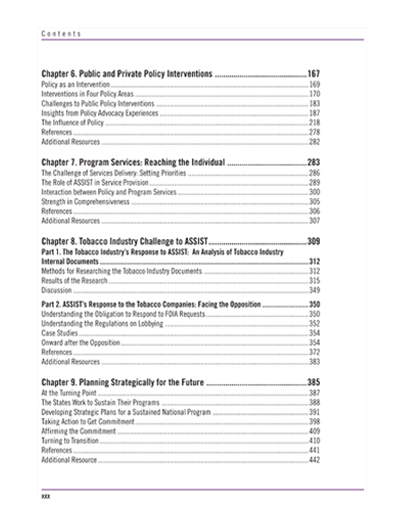 Contents
Chapter 6. Public and Private Policy Interventions ........ 167
Policy as an Intervention ........ 169
Interventions in Four Policy Areas ........ 170
Challenges to Public Policy Interventions ........ 183
Insights from Policy Advocacy Experiences ........ 187
The Influence of Policy ........ 218
References ........ 278
Additional Resources ........ 282
Chapter 7. Program Services: Reaching the Individual ........ 283
The Challenge of Services Delivery: Setting Priorities ........ 286
The Role of ASSIST in Service Provision ........ 289
Interaction between Policy and Program Services ........ 300
Strength in Comprehensiveness ........ 305
References ........ 306
Additional Resources ........ 307
Chapter 8. Tobacco Industry Challenge to ASSIST ........ 309
Part 1. The Tobacco Industry's Response to ASSIST: An Analysis of Tobacco Industry
Internal Documents ........ 312
Methods for Researching the Tobacco Industry Documents ........ 312
Results of the Research ........ 315
Discussion ........ 349
Part 2. ASSIST's Response to the Tobacco Companies: Facing the Opposition ........ 350
Understanding the Obligation to Respond to FOIA Requests ........ 350
Understanding the Regulations on Lobbying ........ 352
Case Studies ........ 354
Onward after the Opposition ........ 354
References ........ 372
Additional Resources ........ 383
Chapter 9. Planning Strategically for the Future ........ 385
At the Turning Point ........ 387
The States Work to Sustain Their Programs ........ 388
Developing Strategic Plans for a Sustained National Program ........ 391
Taking Action to Get Commitment ........ 398
Affirming the Commitment ........ 409
Turning to Transition ........ 410
References ........ 441
Additional Resource ........ 442
xxx